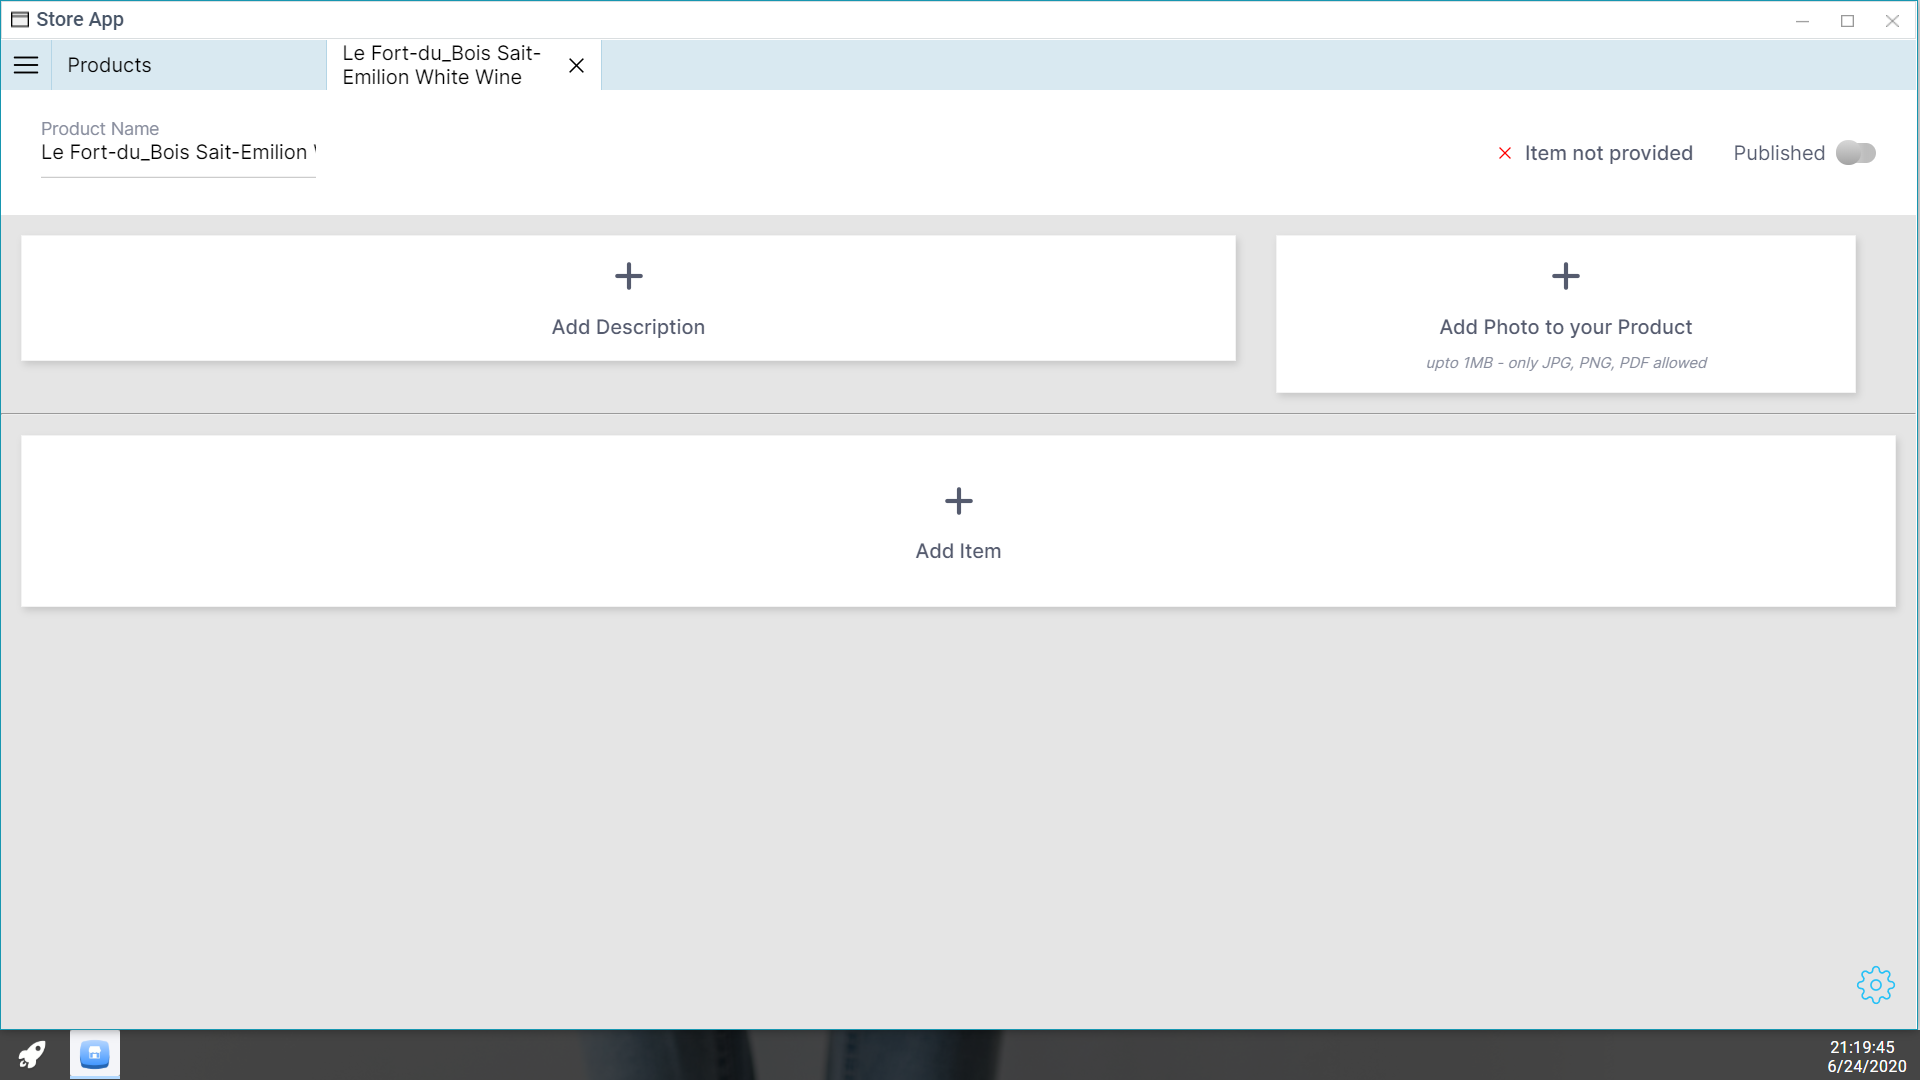 Store App
Products
Le Fort-du_Bois Sait-
Emilion White Wine
Product Name
Le Fort-du_Bois Sait-Emilion
Item not provided
Published
Add Description
Add Photo to your Product
upto 1MB - only JPG, PNG, PDF allowed
Add Item
21:19:45
6/24/2020